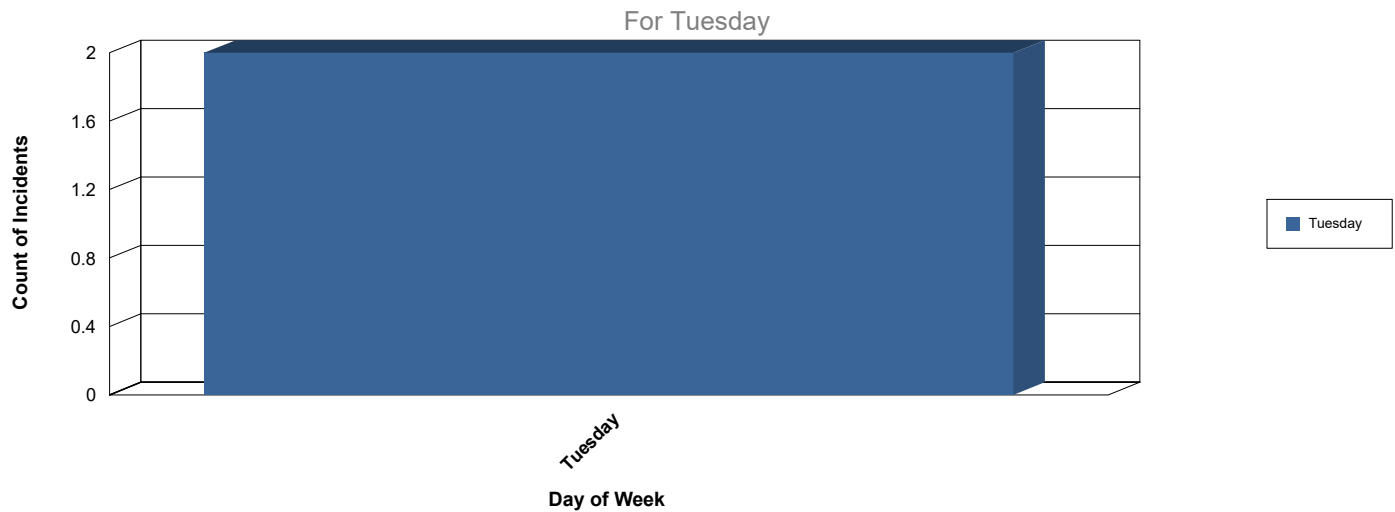 For Tuesday
Count of Incidents
2
1.6
1.2
0.8
0.4
0
Tuesday
Day of Week
Tuesday